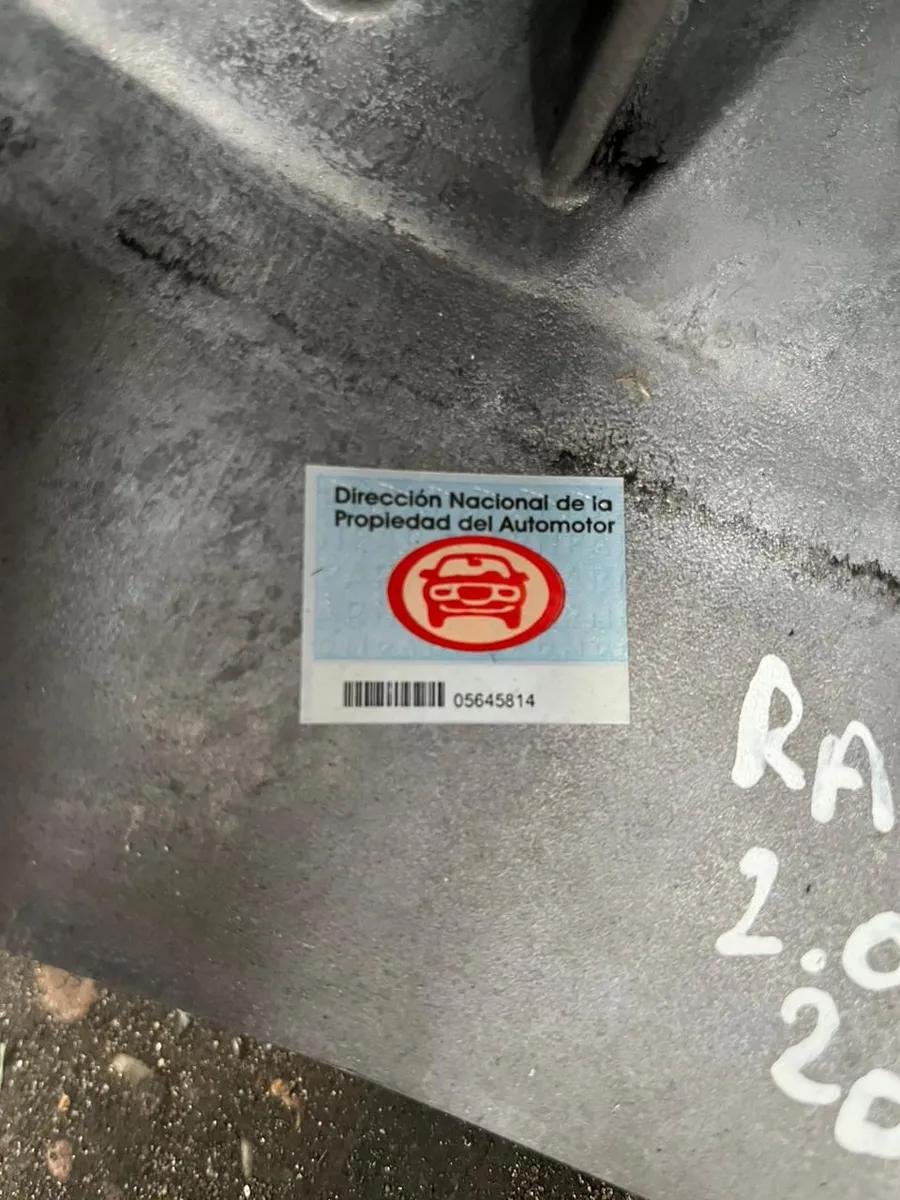 Dirección Nacional de la
Propiedad del Automotor
05645814
RA
2.0
20